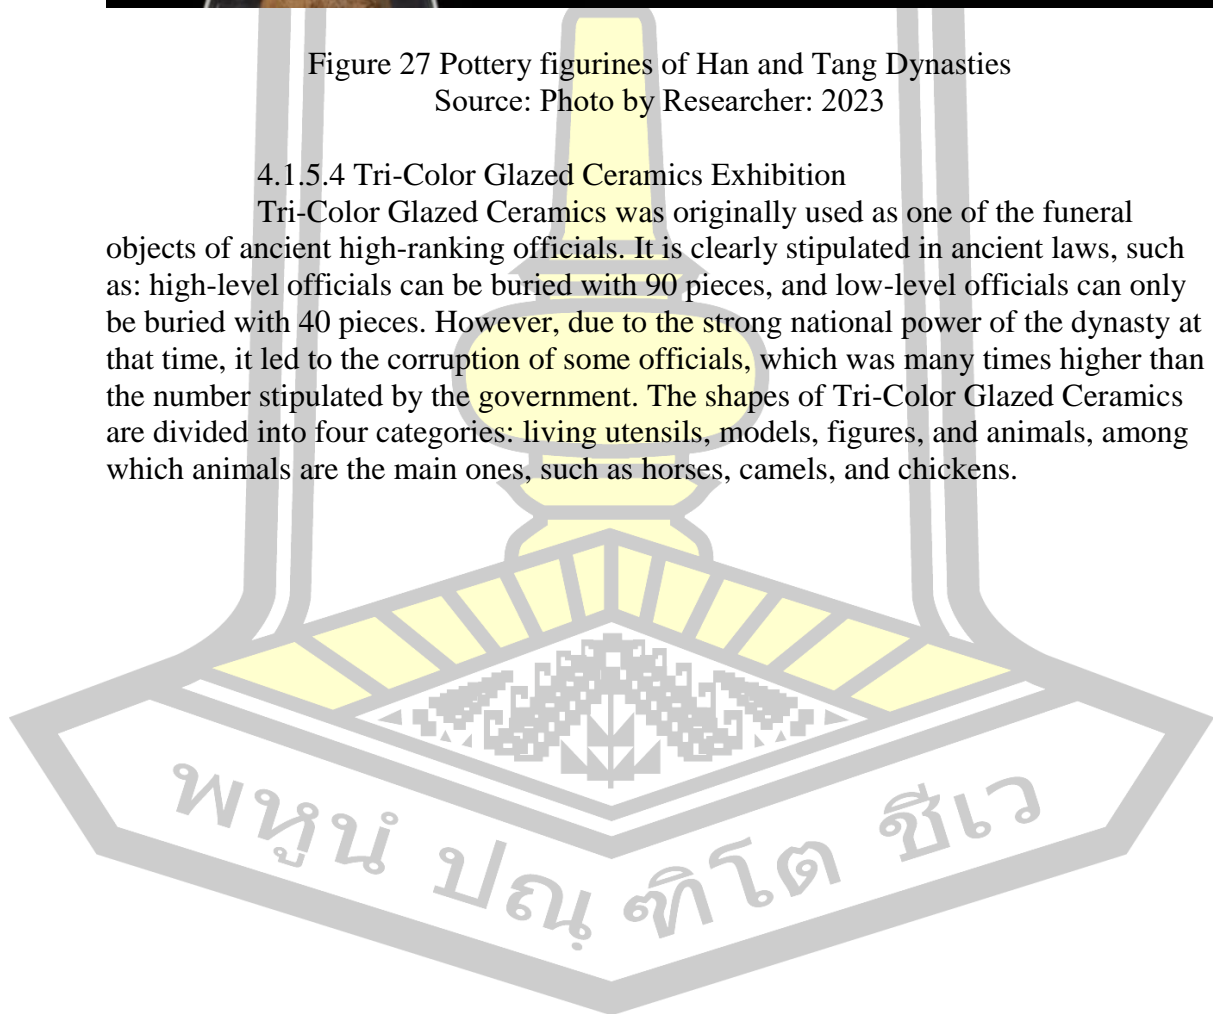 Figure 27 Pottery figurines of Han and Tang Dynasties
Source: Photo by Researcher: 2023
4.1.5.4 Tri-Color Glazed Ceramics Exhibition
Tri-Color Glazed Ceramics was originally used as one of the funeral
objects of ancient high-ranking officials. It is clearly stipulated in ancient laws, such
as: high-level officials can be buried with 90 pieces, and low-level officials can only
be buried with 40 pieces. However, due to the strong national power of the dynasty at
that time, it led to the corruption of some officials, which was many times higher than
the number stipulated by the government. The shapes of Tri-Color Glazed Ceramics
are divided into four categories: living utensils, models, figures, and animals, among
which animals are the main ones, such as horses, camels, and chickens.
พหูนํ ปณฺ ฑิโต ชีเว